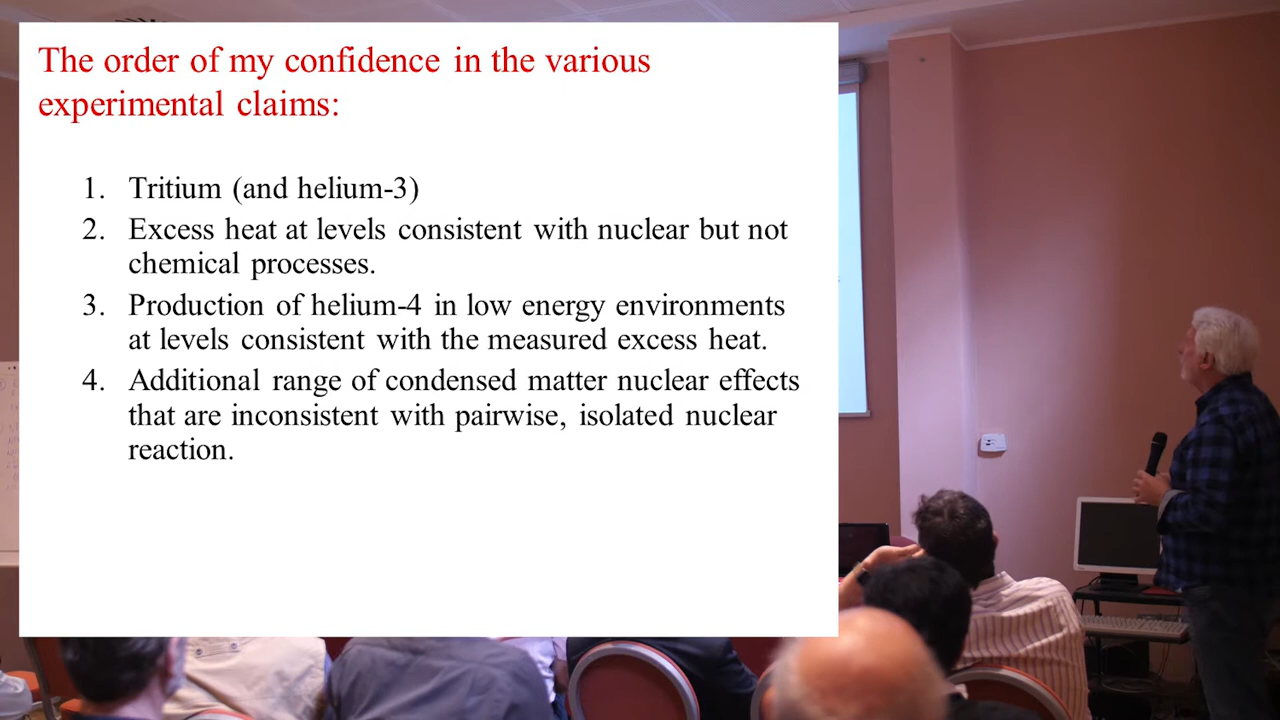 The order of my confidence in the various
experimental claims:
1. Tritium (and helium-3)
2. Excess heat at levels consistent with nuclear but not
chemical processes.
3. Production of helium-4 in low energy environments
at levels consistent with the measured excess heat.
4. Additional range of condensed matter nuclear effects
that are inconsistent with pairwise, isolated nuclear
reaction.